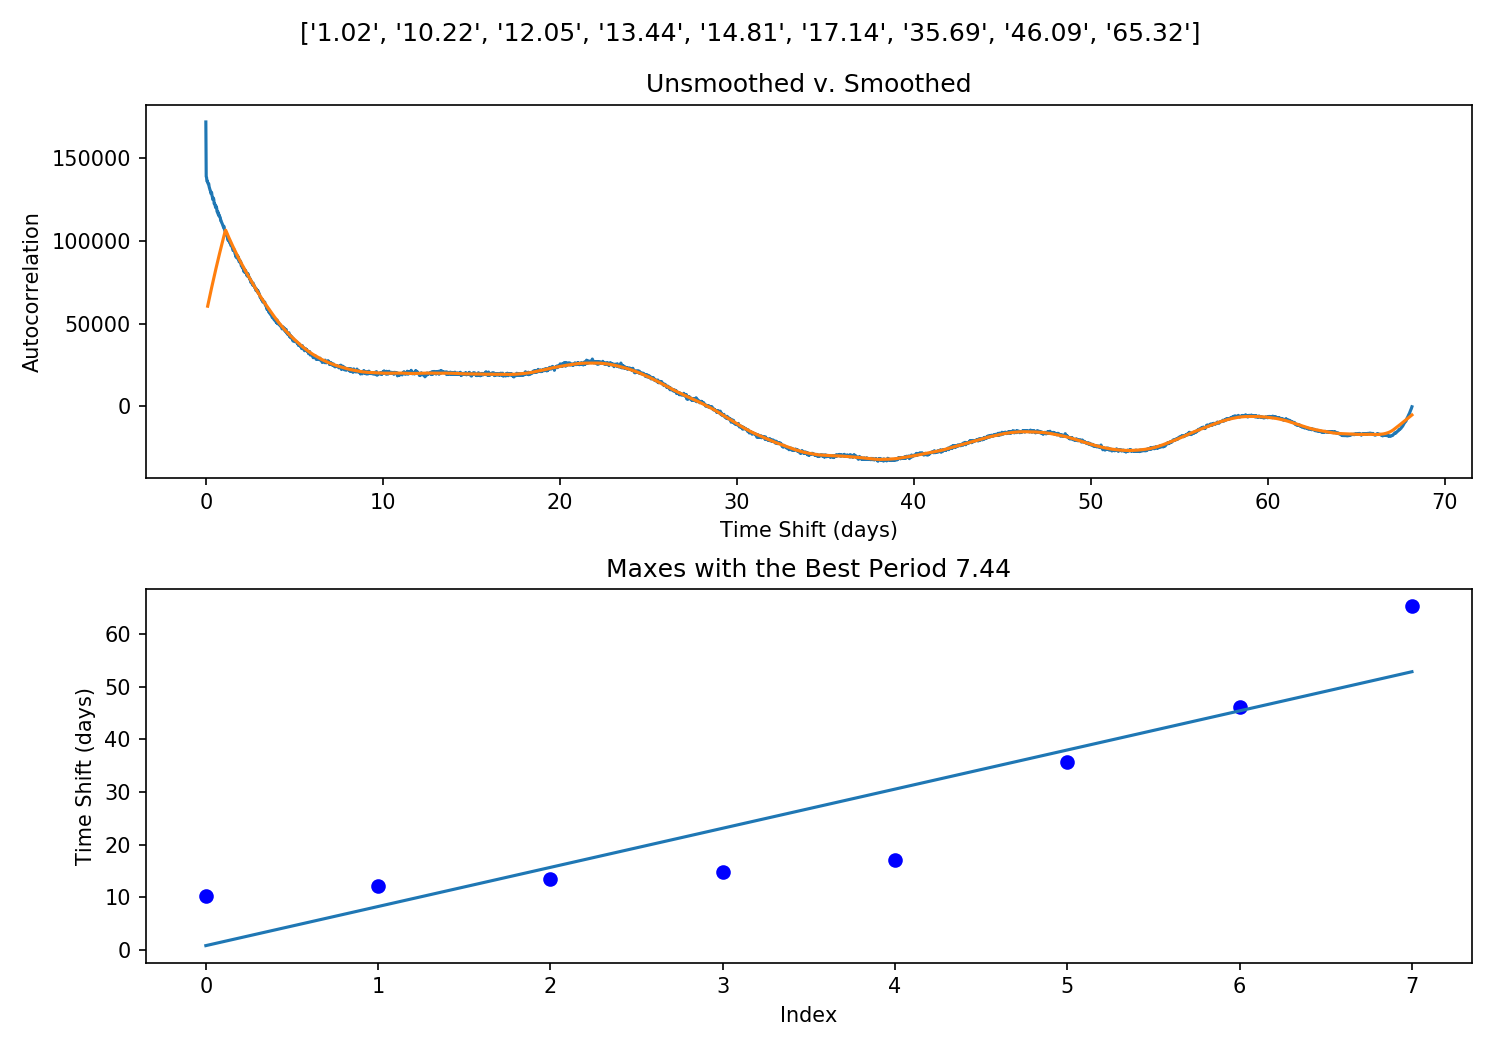 ['1.02', '10.22', '12.05', '13.44', '14.81', '17.14', '35.69', '46.09', '65.32']
Unsmoothed v. Smoothed
Autocorrelation
150000
100000
50000
0
0 10 20 30 40 50 60 70
Time Shift (days)
Maxes with the Best Period 7.44
Time Shift (days)
60
50
40
30
20
10
0
0 1 2 3 4 5 6 7
Index